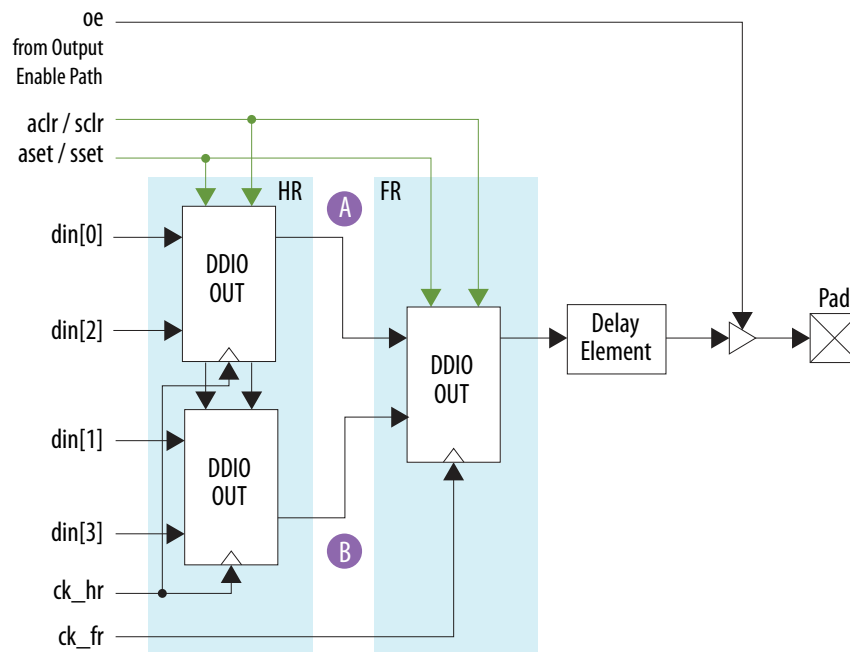 oe
from Output
Enable Path
aclr / sclr
aset / sset
HR
FR
A
din[0]
DDIO
OUT
din[2]
Pad
Delay
Element
DDIO
OUT
din[1]
DDIO
OUT
din[3]
B
ck_hr
ck_fr